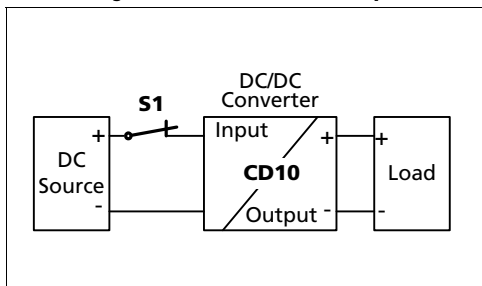 DC/DC
Converter
S1
+
Input
+
+
DC
Source
CD10
Load
-
Output
-
-